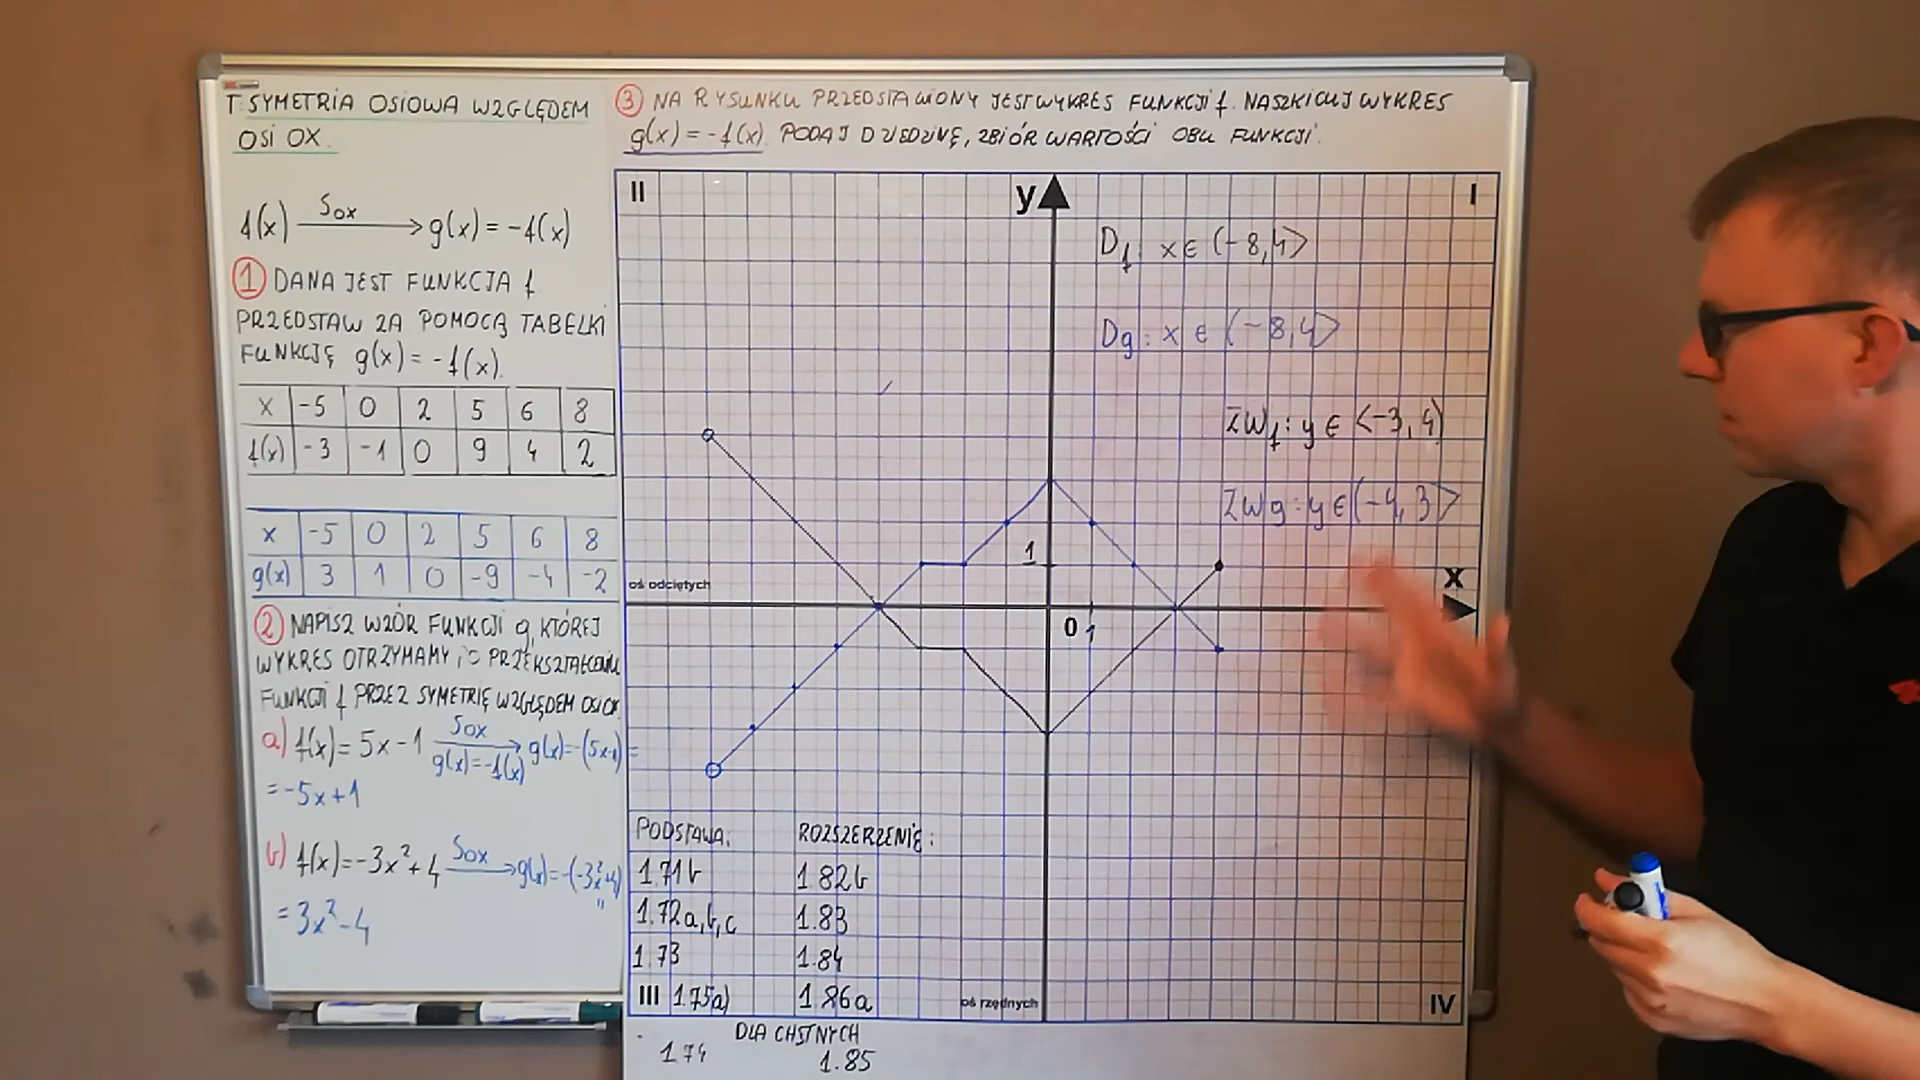 T: SYMETRIA OSIOWA WZGLĘDEM
OSI OX.
f(x) Sox → g(x) = -f(x)
① DANA JEST FUNKCJA f.
PRZEDSTAW ZA POMOCĄ TABELKI
FUNKCJĘ g(x) = -f(x).
x -5 0 2 5 6 8
f(x) -3 -1 0 9 4 2
x -5 0 2 5 6 8
g(x) 3 1 0 -9 -4 -2
② NAPISZ WZÓR FUNKCJI g, KTÓREJ
WYKRES OTRZYMAMY PO PRZEKSZTAŁCENIU
FUNKCJI f PRZEZ SYMETRIĘ WZGLĘDEM OSI OX.
a) f(x) = 5x-1 Sox → g(x)=-(5x-1)=
g(x)=-f(x)
= -5x+1
b) f(x) = -3x²+4 Sox → g(x)=-(-3x²+4)
"
= 3x²-4
③ NA RYSUNKU PRZEDSTAWIONY JEST WYKRES FUNKCJI f. NASZKICUJ WYKRES
g(x) = -f(x). PODAJ DZIEDZINĘ, ZBIÓR WARTOŚCI OBU FUNKCJI.
II y I
Df: x∈(-8,4>
Dg: x∈(-8,4>
ZWf: y∈<-3,4)
ZWg: y∈(-4,3>
1
oś odciętych x
0 1
PODSTAWA: ROZSZERZENIE:
1.71b 1.82b
1.72a,b,c 1.83
1.73 1.84
III 1.75a) 1.86a oś rzędnych IV
DLA CHĘTNYCH
1.74 1.85